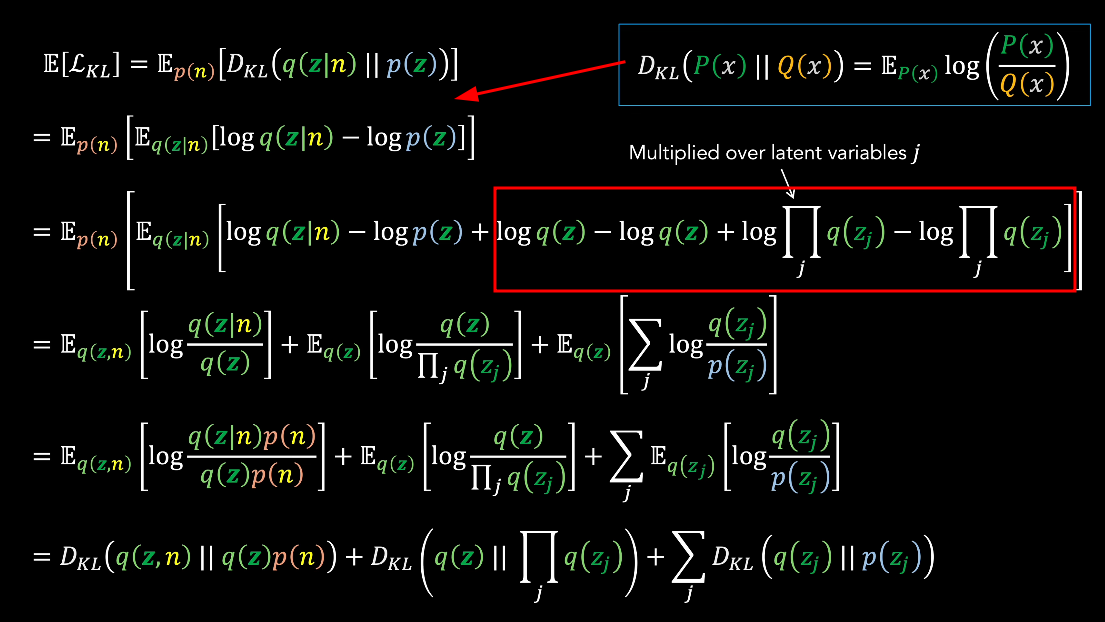 𝔼[ℒ_KL] = 𝔼_p(n)[D_KL(q(z|n) || p(z))]
D_KL(P(x) || Q(x)) = 𝔼_P(x) log(P(x)/Q(x))
= 𝔼_p(n)[𝔼_q(z|n)[log q(z|n) − log p(z)]]
Multiplied over latent variables j
= 𝔼_p(n)[𝔼_q(z|n)[log q(z|n) − log p(z) + log q(z) − log q(z) + log ∏_j q(z_j) − log ∏_j q(z_j)]]
= 𝔼_q(z,n)[log q(z|n)/q(z)] + 𝔼_q(z)[log q(z)/∏_j q(z_j)] + 𝔼_q(z)[∑_j log q(z_j)/p(z_j)]
= 𝔼_q(z,n)[log q(z|n)p(n)/q(z)p(n)] + 𝔼_q(z)[log q(z)/∏_j q(z_j)] + ∑_j 𝔼_q(z_j)[log q(z_j)/p(z_j)]
= D_KL(q(z,n) || q(z)p(n)) + D_KL(q(z) || ∏_j q(z_j)) + ∑_j D_KL(q(z_j) || p(z_j))